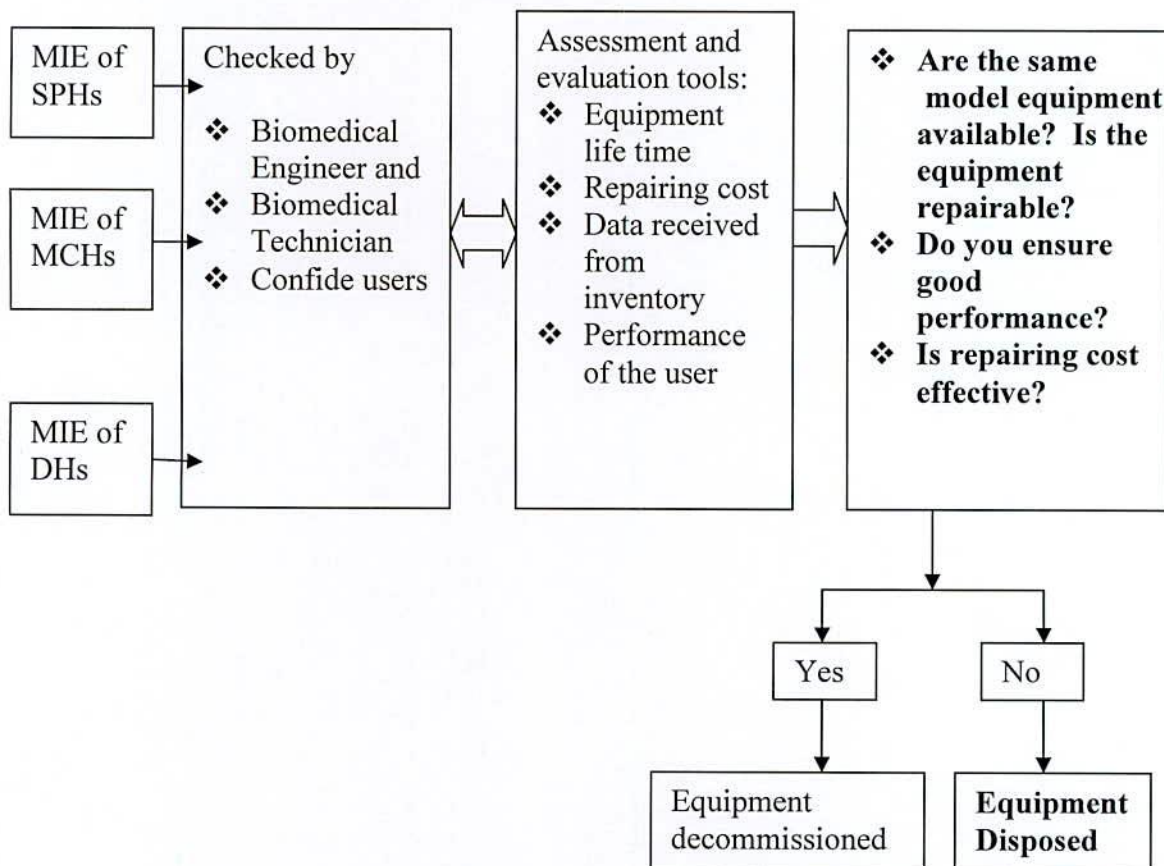 MIE of
SPHs
MIE of
MCHs
MIE of
DHs
Checked by
❖ Biomedical
Engineer and
❖ Biomedical
Technician
❖ Confide users
Assessment and
evaluation tools:
❖ Equipment
life time
❖ Repairing cost
❖ Data received
from
inventory
❖ Performance
of the user
❖ Are the same
model equipment
available? Is the
equipment
repairable?
❖ Do you ensure
good
performance?
❖ Is repairing cost
effective?
Yes
No
Equipment
decommissioned
Equipment
Disposed